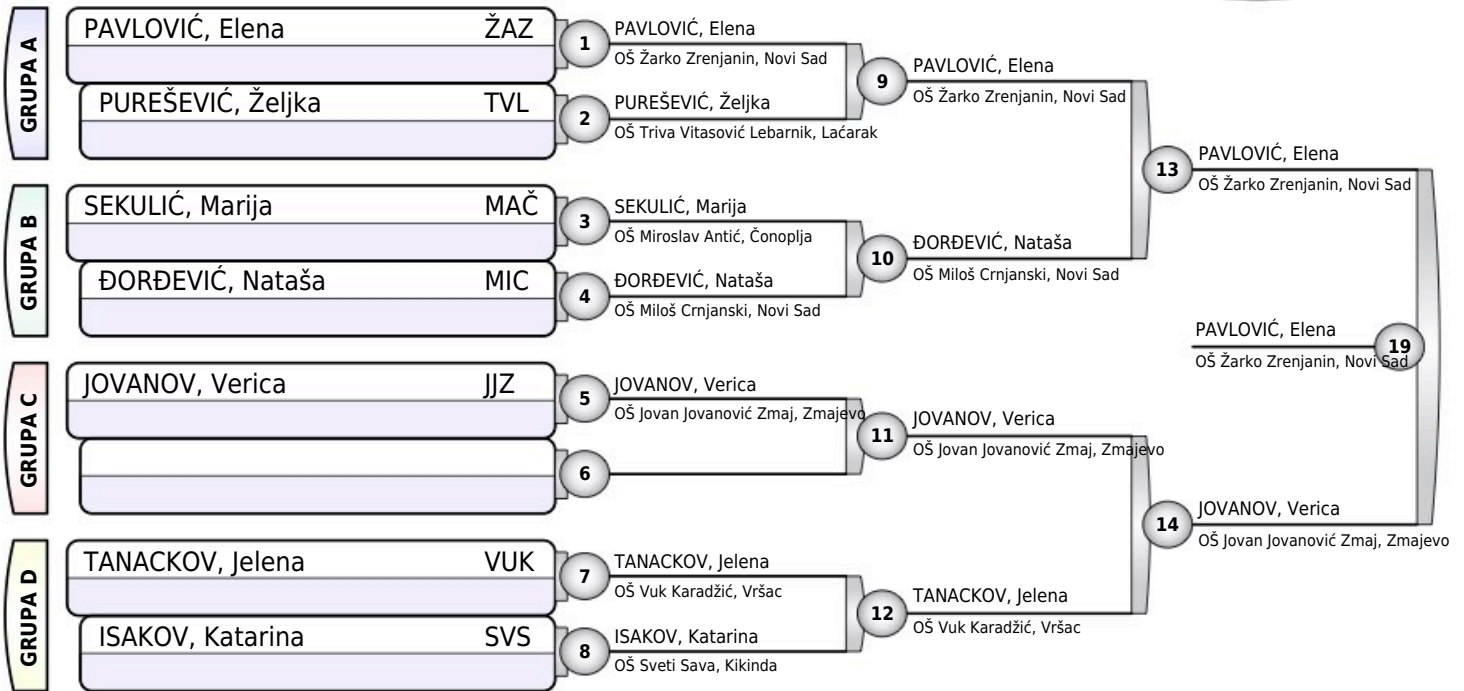 GRUPA A
PAVLOVIĆ, Elena ŽAZ
PUREŠEVIĆ, Željka TVL
GRUPA B
SEKULIĆ, Marija MAČ
ĐORĐEVIĆ, Nataša MIC
GRUPA C
JOVANOV, Verica JJZ
GRUPA D
TANACKOV, Jelena VUK
ISAKOV, Katarina SVS
1
PAVLOVIĆ, Elena
OŠ Žarko Zrenjanin, Novi Sad
2
PUREŠEVIĆ, Željka
OŠ Triva Vitasović Lebarnik, Laćarak
3
SEKULIĆ, Marija
OŠ Miroslav Antić, Čonoplja
4
ĐORĐEVIĆ, Nataša
OŠ Miloš Crnjanski, Novi Sad
5
JOVANOV, Verica
OŠ Jovan Jovanović Zmaj, Zmajevo
6
7
TANACKOV, Jelena
OŠ Vuk Karadžić, Vršac
8
ISAKOV, Katarina
OŠ Sveti Sava, Kikinda
9
PAVLOVIĆ, Elena
OŠ Žarko Zrenjanin, Novi Sad
10
ĐORĐEVIĆ, Nataša
OŠ Miloš Crnjanski, Novi Sad
11
JOVANOV, Verica
OŠ Jovan Jovanović Zmaj, Zmajevo
12
TANACKOV, Jelena
OŠ Vuk Karadžić, Vršac
13
PAVLOVIĆ, Elena
OŠ Žarko Zrenjanin, Novi Sad
14
JOVANOV, Verica
OŠ Jovan Jovanović Zmaj, Zmajevo
PAVLOVIĆ, Elena
OŠ Žarko Zrenjanin, Novi Sad
19